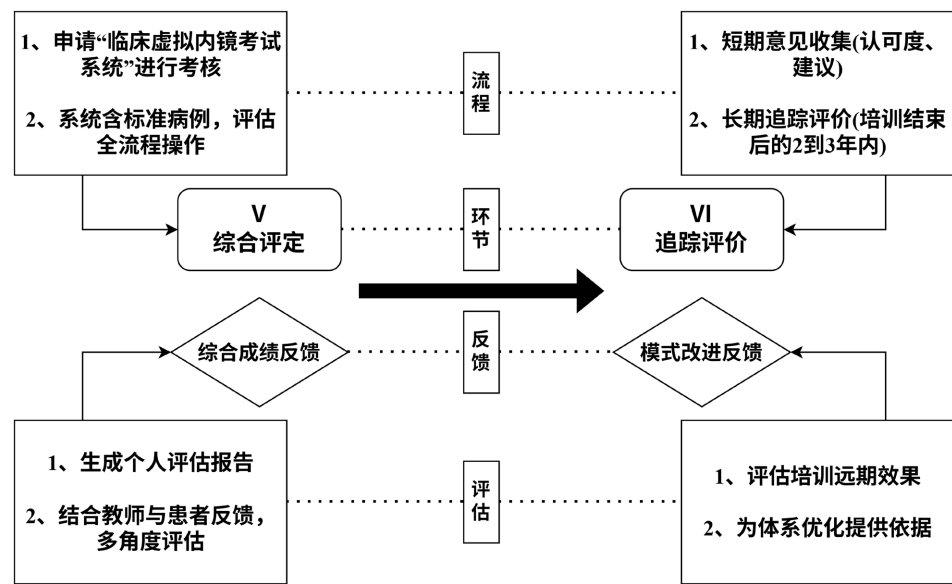 1、申请“临床虚拟内镜考试
系统”进行考核
2、系统含标准病例，评估
全流程操作
流
程
1、短期意见收集(认可度、
建议)
2、长期追踪评价(培训结束
后的2到3年内)
V
综合评定
环
节
VI
追踪评价
综合成绩反馈
反
馈
模式改进反馈
1、生成个人评估报告
2、结合教师与患者反馈，
多角度评估
评
估
1、评估培训远期效果
2、为体系优化提供依据